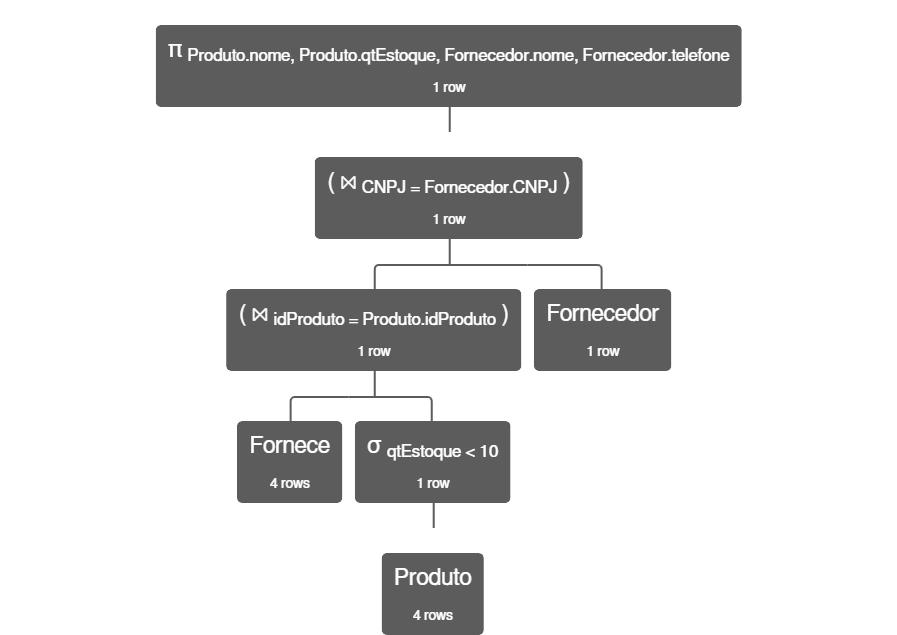 π Produto.nome, Produto.qtEstoque, Fornecedor.nome, Fornecedor.telefone
1 row
( ⋈ CNPJ = Fornecedor.CNPJ )
1 row
( ⋈ idProduto = Produto.idProduto )
1 row
Fornecedor
1 row
Fornece
4 rows
σ qtEstoque < 10
1 row
Produto
4 rows